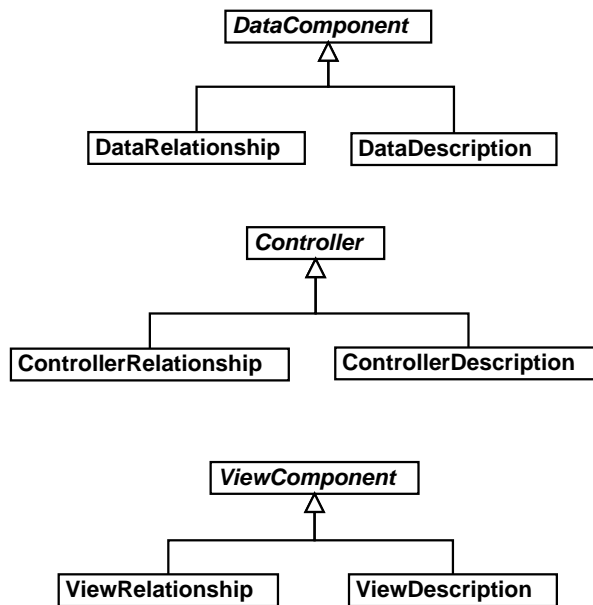 DataComponent
DataRelationship
DataDescription
Controller
ControllerRelationship
ControllerDescription
ViewComponent
ViewRelationship
ViewDescription